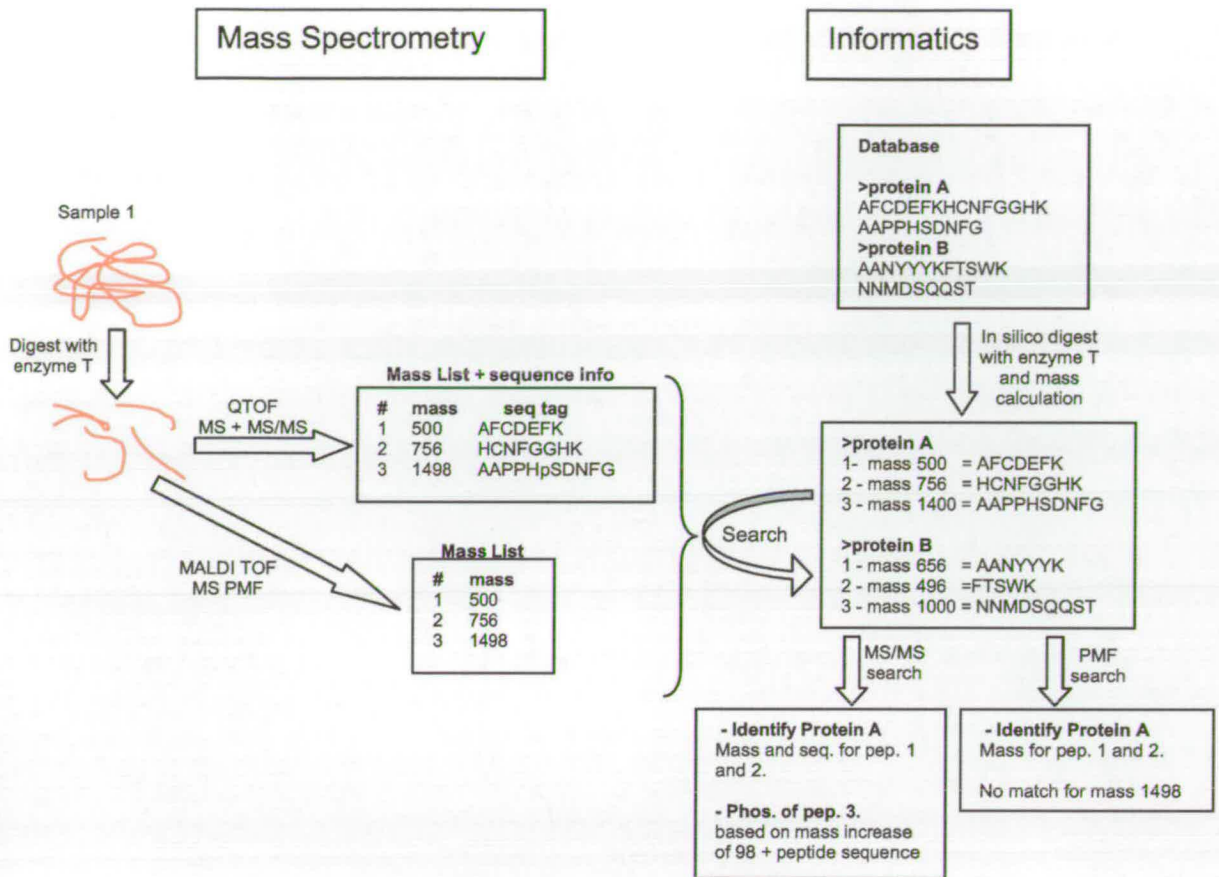 Mass Spectrometry
Informatics
Sample 1
Digest with
enzyme T
QTOF
MS + MS/MS
MALDI TOF
MS PMF
Mass List + sequence info
# mass seq tag
1 500 AFCDEFK
2 756 HCNFGGHK
3 1498 AAPPHpSDNFG
Mass List
# mass
1 500
2 756
3 1498
Search
Database
>protein A
AFCDEFKHCNFGGHK
AAPPHSDNFG
>protein B
AANYYYKFTSWK
NNMDSQQST
In silico digest
with enzyme T
and mass
calculation
>protein A
1- mass 500 = AFCDEFK
2 - mass 756 = HCNFGGHK
3 - mass 1400 = AAPPHSDNFG
>protein B
1 - mass 656 = AANYYYK
2 - mass 496 =FTSWK
3 - mass 1000 = NNMDSQQST
MS/MS
search
PMF
search
- Identify Protein A
Mass and seq. for pep. 1
and 2.
- Phos. of pep. 3.
based on mass increase
of 98 + peptide sequence
- Identify Protein A
Mass for pep. 1 and 2.
No match for mass 1498